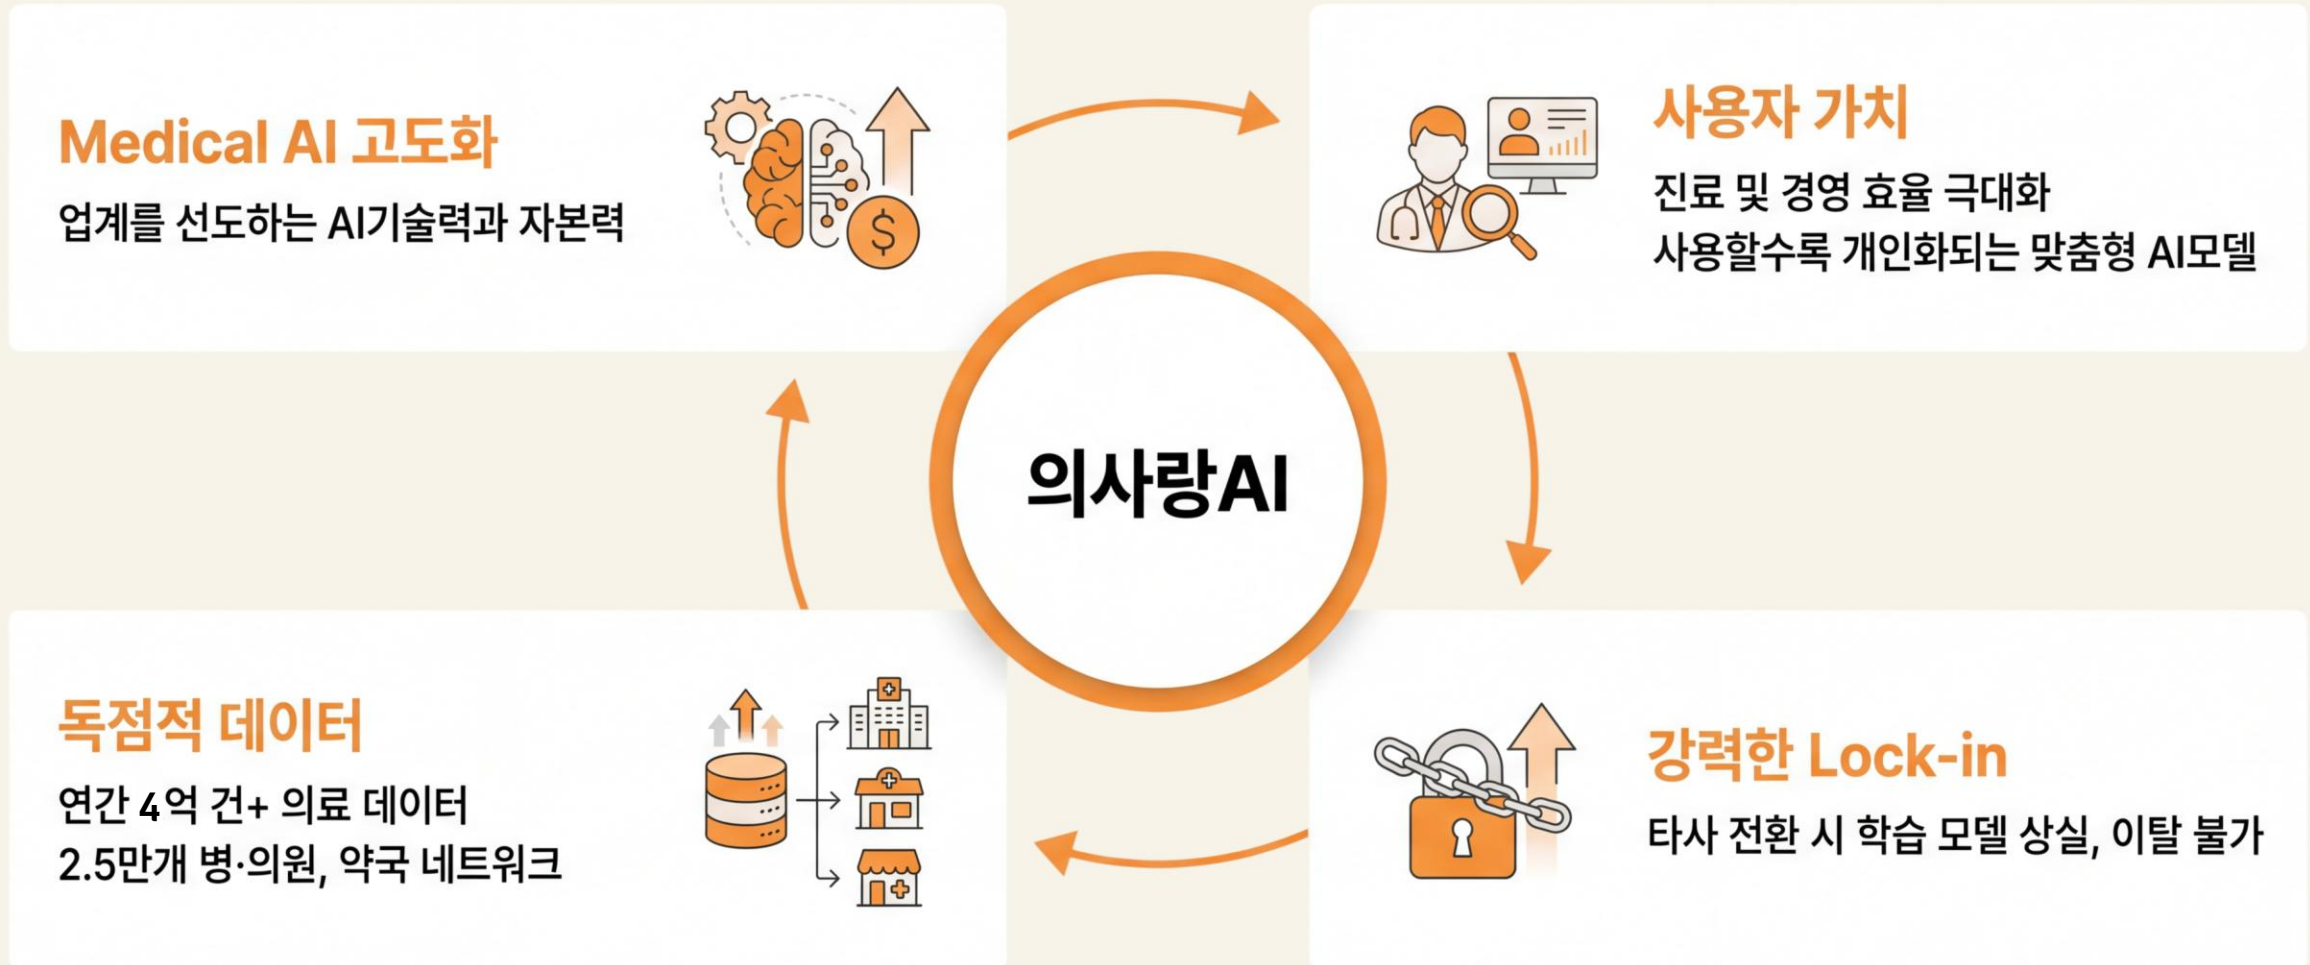 Medical AI 고도화
업계를 선도하는 AI기술력과 자본력
$
사용자 가치
진료 및 경영 효율 극대화
사용할수록 개인화되는 맞춤형 AI모델
의사랑AI
독점적 데이터
연간 4억 건+ 의료 데이터
2.5만개 병·의원, 약국 네트워크
강력한 Lock-in
타사 전환 시 학습 모델 상실, 이탈 불가